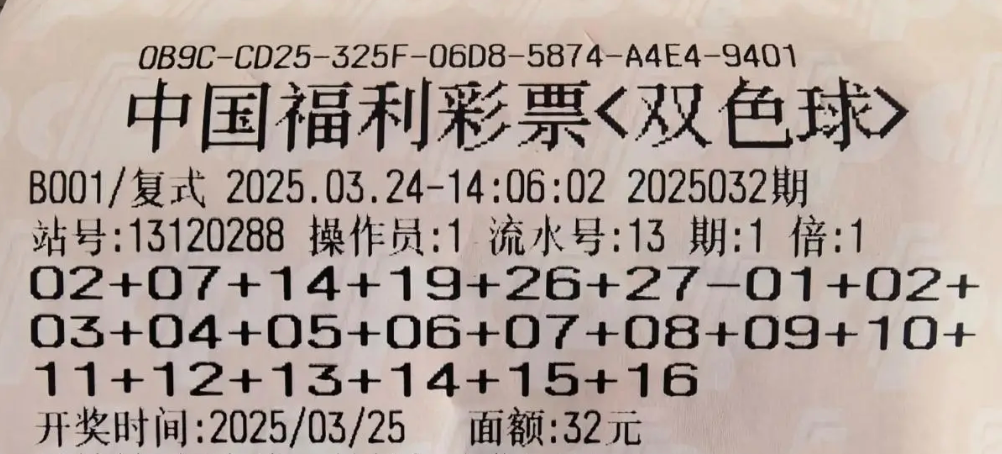 0B9C-CD25-325F-06D8-5874-A4E4-9401
中国福利彩票<双色球>
B001/复式 2025.03.24-14:06:02 2025032期
站号:13120288 操作员:1 流水号:13 期:1 倍:1
02+07+14+19+26+27-01+02+
03+04+05+06+07+08+09+10+
11+12+13+14+15+16
开奖时间:2025/03/25 面额:32元